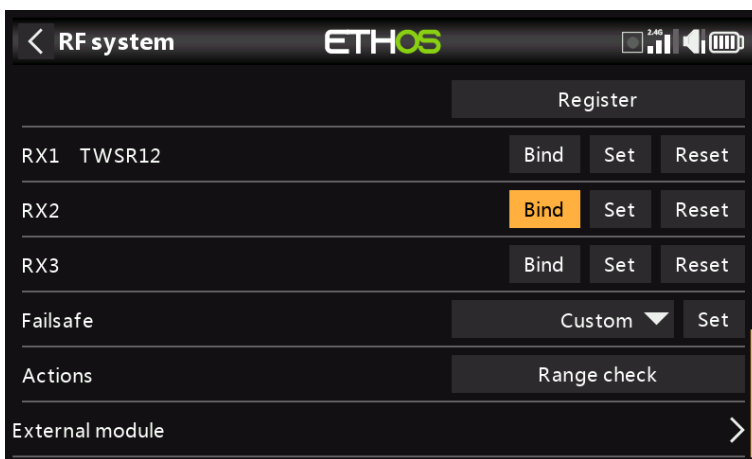 RF system ETHOS 2.4G
Register
RX1 TWSR12 Bind Set Reset
RX2 Bind Set Reset
RX3 Bind Set Reset
Failsafe Custom Set
Actions Range check
External module